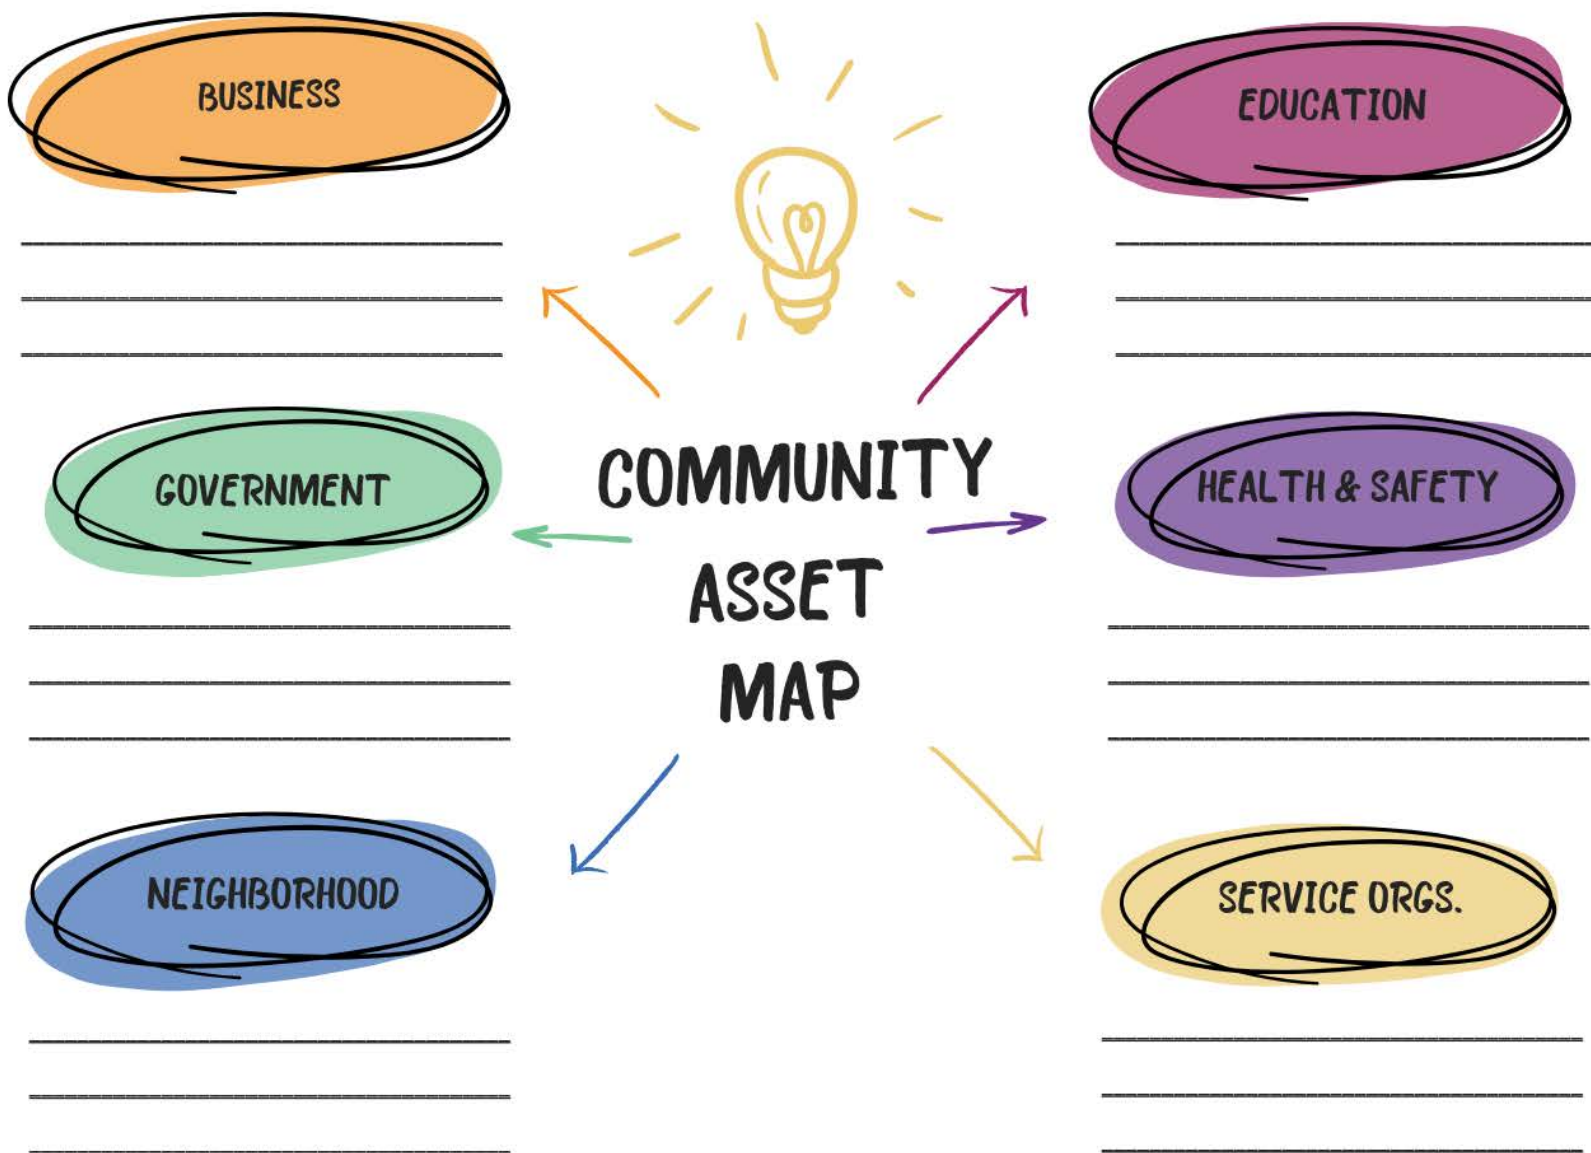 BUSINESS
EDUCATION
GOVERNMENT
COMMUNITY
ASSET
MAP
HEALTH & SAFETY
NEIGHBORHOOD
SERVICE ORGS.